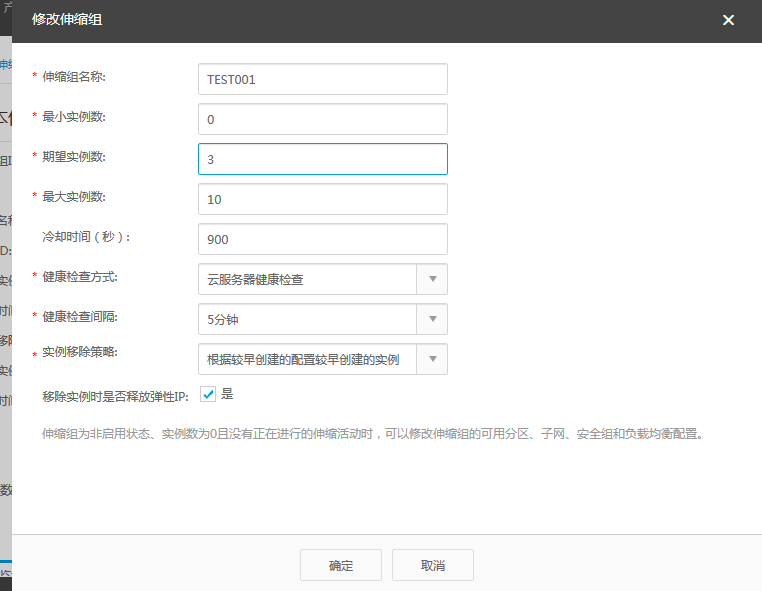 修改伸缩组
* 伸缩组名称: TEST001
* 最小实例数: 0
* 期望实例数: 3
* 最大实例数: 10
冷却时间（秒）: 900
* 健康检查方式: 云服务器健康检查
* 健康检查间隔: 5分钟
* 实例移除策略: 根据较早创建的配置较早创建的实例
移除实例时是否释放弹性IP: 是
伸缩组为非启用状态、实例数为0且没有正在进行的伸缩活动时，可以修改伸缩组的可用分区、子网、安全组和负载均衡配置。
确定 取消